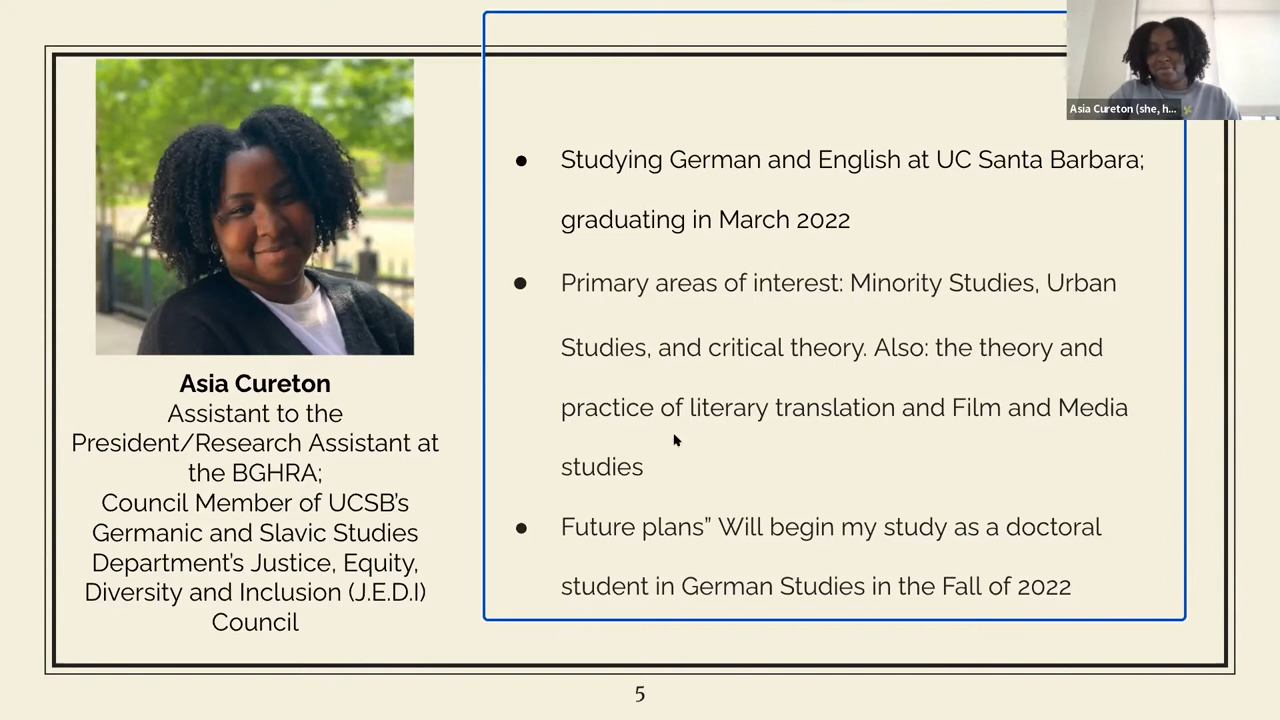 Asia Cureton (she, h...
Asia Cureton
Assistant to the
President/Research Assistant at
the BGHRA;
Council Member of UCSB's
Germanic and Slavic Studies
Department's Justice, Equity,
Diversity and Inclusion (J.E.D.I)
Council
● Studying German and English at UC Santa Barbara;
graduating in March 2022
● Primary areas of interest: Minority Studies, Urban
Studies, and critical theory. Also: the theory and
practice of literary translation and Film and Media
studies
● Future plans” Will begin my study as a doctoral
student in German Studies in the Fall of 2022
5